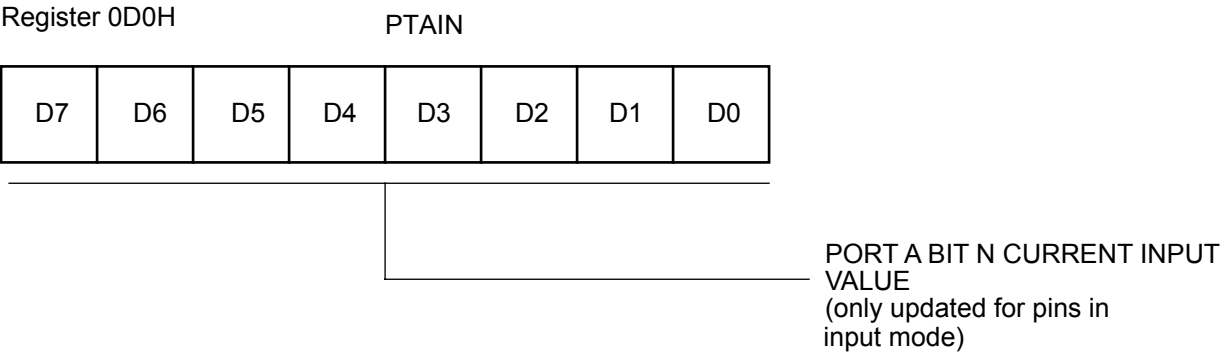 Register 0D0H PTAIN
D7 D6 D5 D4 D3 D2 D1 D0
PORT A BIT N CURRENT INPUT
VALUE
(only updated for pins in
input mode)